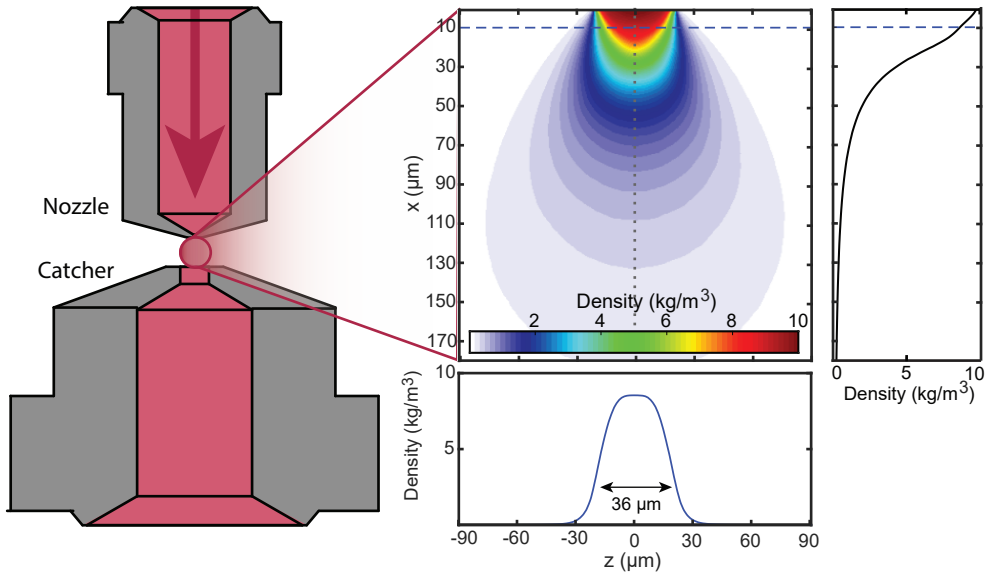 Nozzle
Catcher
x (µm)
10
30
50
70
90
110
130
150
170
Density (kg/m³)
2 4 6 8 10
0 5 10
Density (kg/m³)
Density (kg/m³)
10
5
36 µm
-90 -60 -30 0 30 60 90
z (µm)